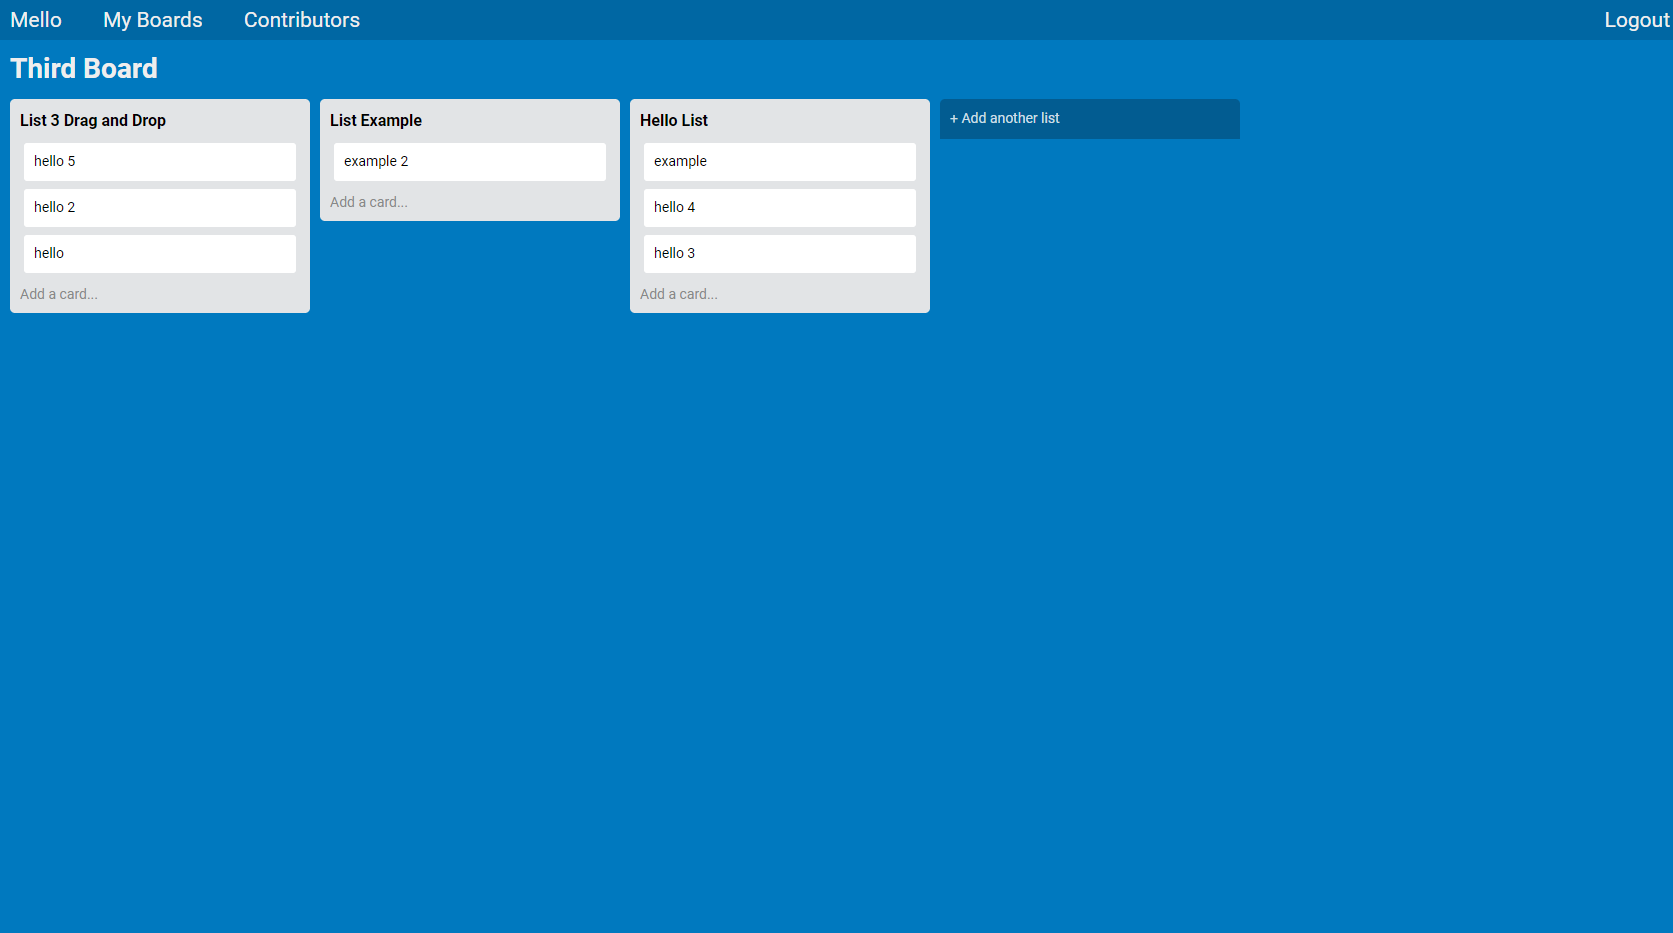 Mello My Boards Contributors Logout
Third Board
List 3 Drag and Drop
hello 5
hello 2
hello
Add a card...
List Example
example 2
Add a card...
Hello List
example
hello 4
hello 3
Add a card...
+ Add another list